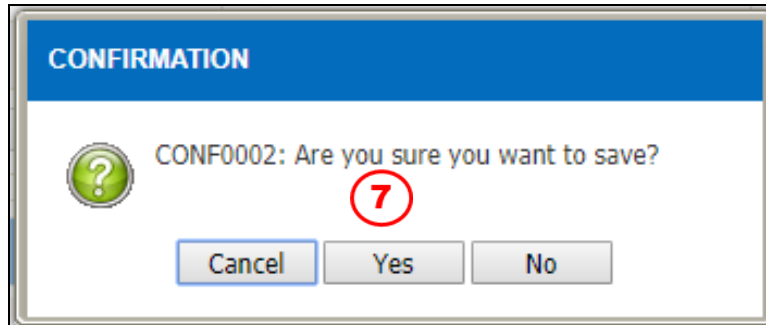 CONFIRMATION
CONF0002: Are you sure you want to save?
7
Cancel Yes No